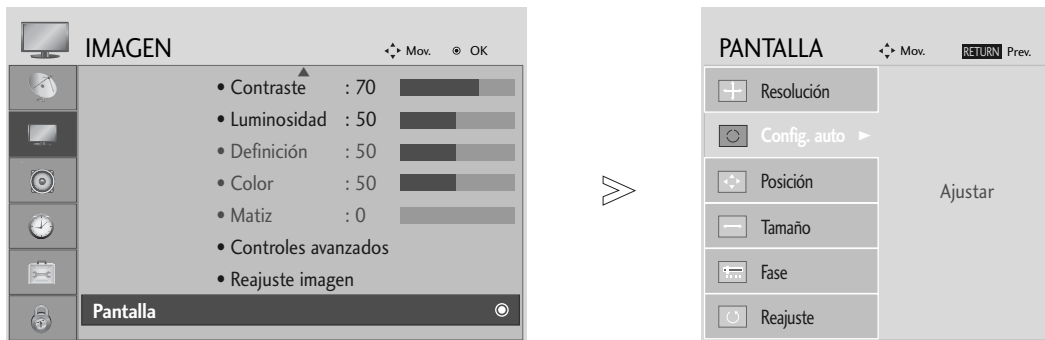 IMAGEN Mov. OK
• Contraste : 70
• Luminosidad : 50
• Definición : 50
• Color : 50
• Matiz : 0
• Controles avanzados
• Reajuste imagen
Pantalla
PANTALLA Mov. RETURN Prev.
Resolución
Config. auto
Posición
Tamaño
Fase
Reajuste
Ajustar